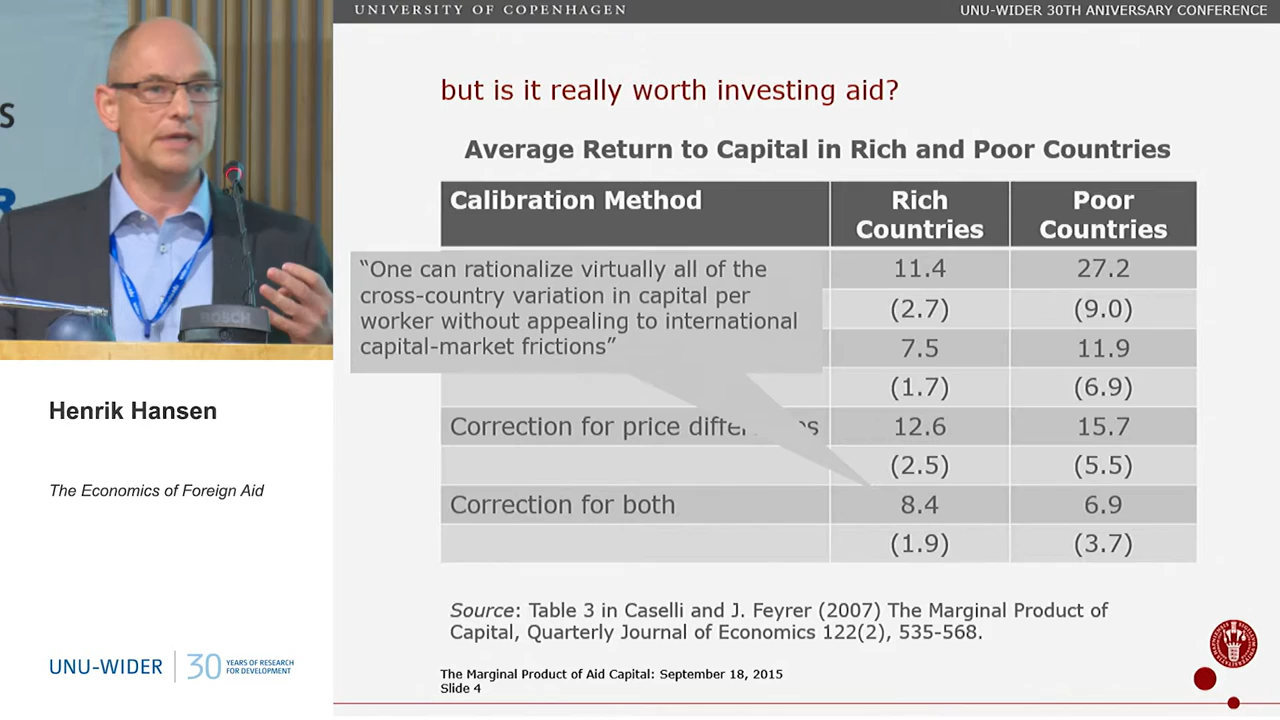 UNIVERSITY OF COPENHAGEN
UNU-WIDER 30TH ANIVERSARY CONFERENCE
S
R
BOSCH
but is it really worth investing aid?
Average Return to Capital in Rich and Poor Countries
Calibration Method
Rich Countries
Poor Countries
"One can rationalize virtually all of the
cross-country variation in capital per
worker without appealing to international
capital-market frictions"
11.4 27.2
(2.7) (9.0)
7.5 11.9
(1.7) (6.9)
Correction for price 12.6 15.7
(2.5) (5.5)
Correction for both 8.4 6.9
(1.9) (3.7)
Source: Table 3 in Caselli and J. Feyrer (2007) The Marginal Product of
Capital, Quarterly Journal of Economics 122(2), 535-568.
The Marginal Product of Aid Capital: September 18, 2015
Slide 4
Henrik Hansen
The Economics of Foreign Aid
UNU-WIDER
30 YEARS OF RESEARCH
FOR DEVELOPMENT